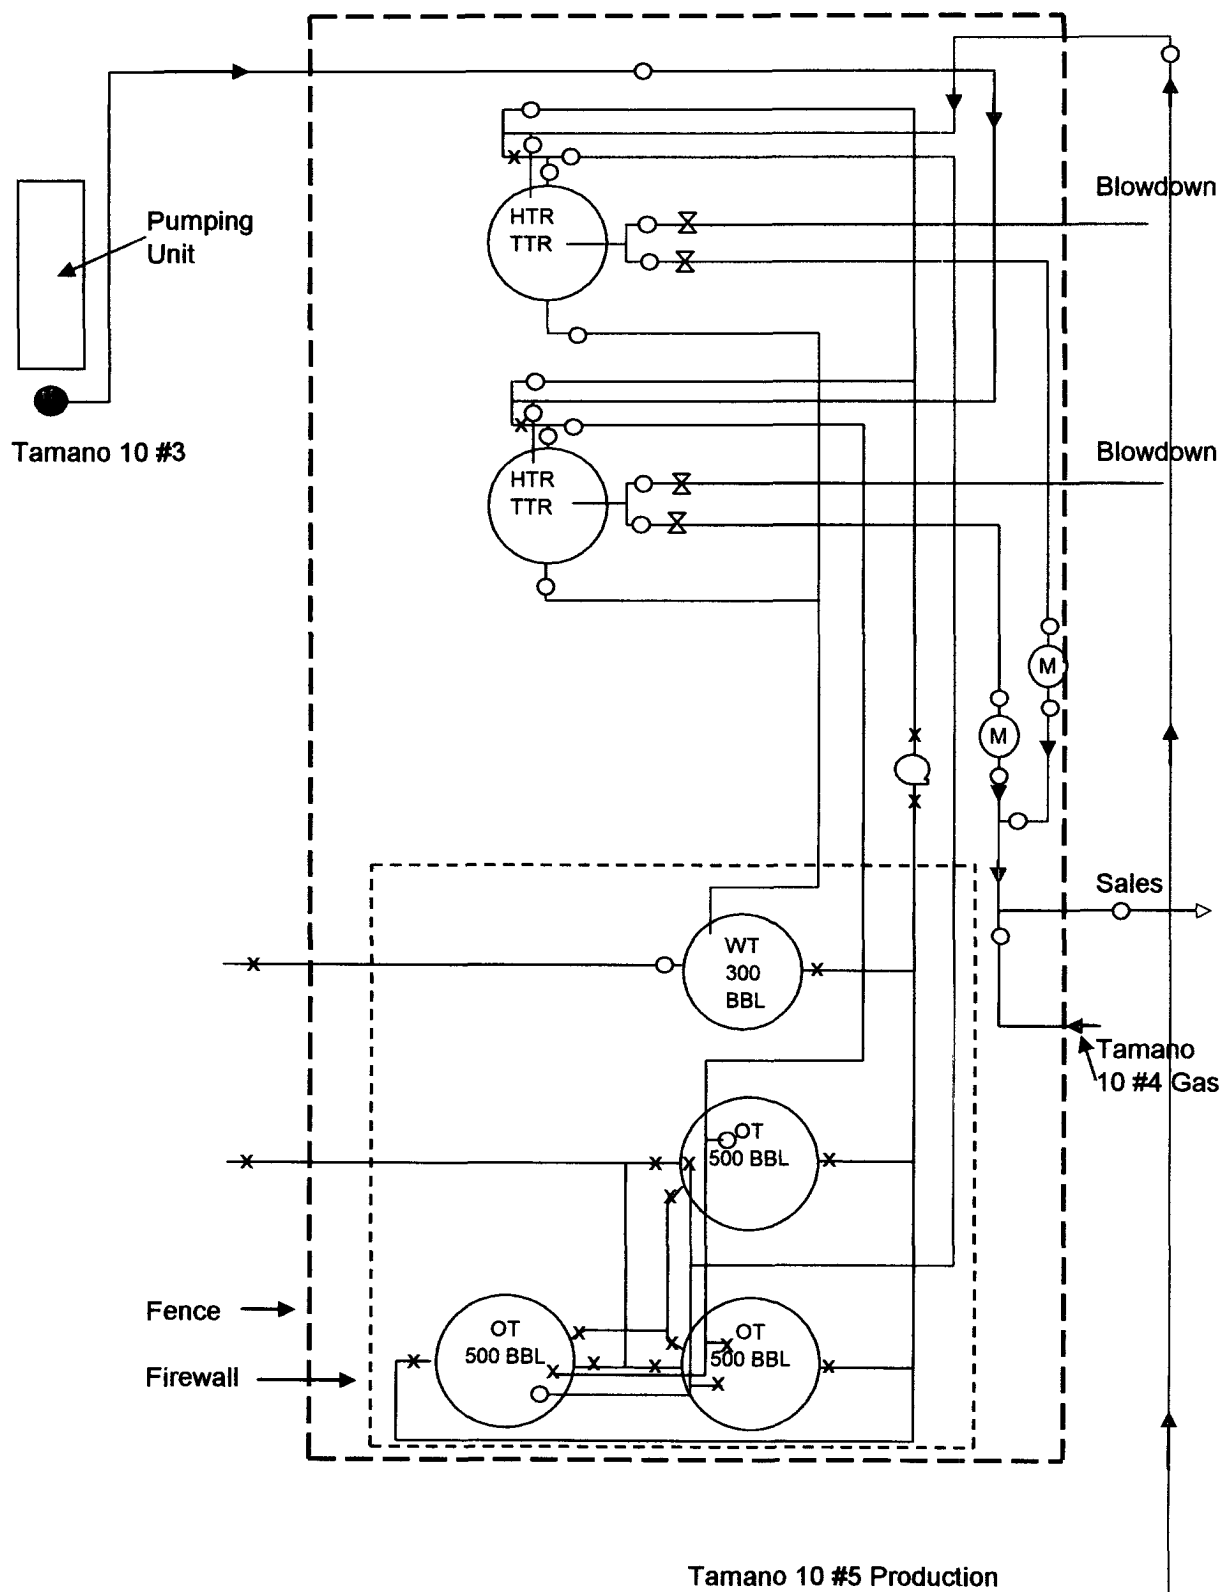 Blowdown
Pumping
Unit
HTR
TTR
Tamano 10 #3
Blowdown
HTR
TTR
M
M
Sales
WT
300
BBL
Tamano
10 #4 Gas
OT
500 BBL
Fence
OT
500 BBL
OT
500 BBL
Firewall
Tamano 10 #5 Production